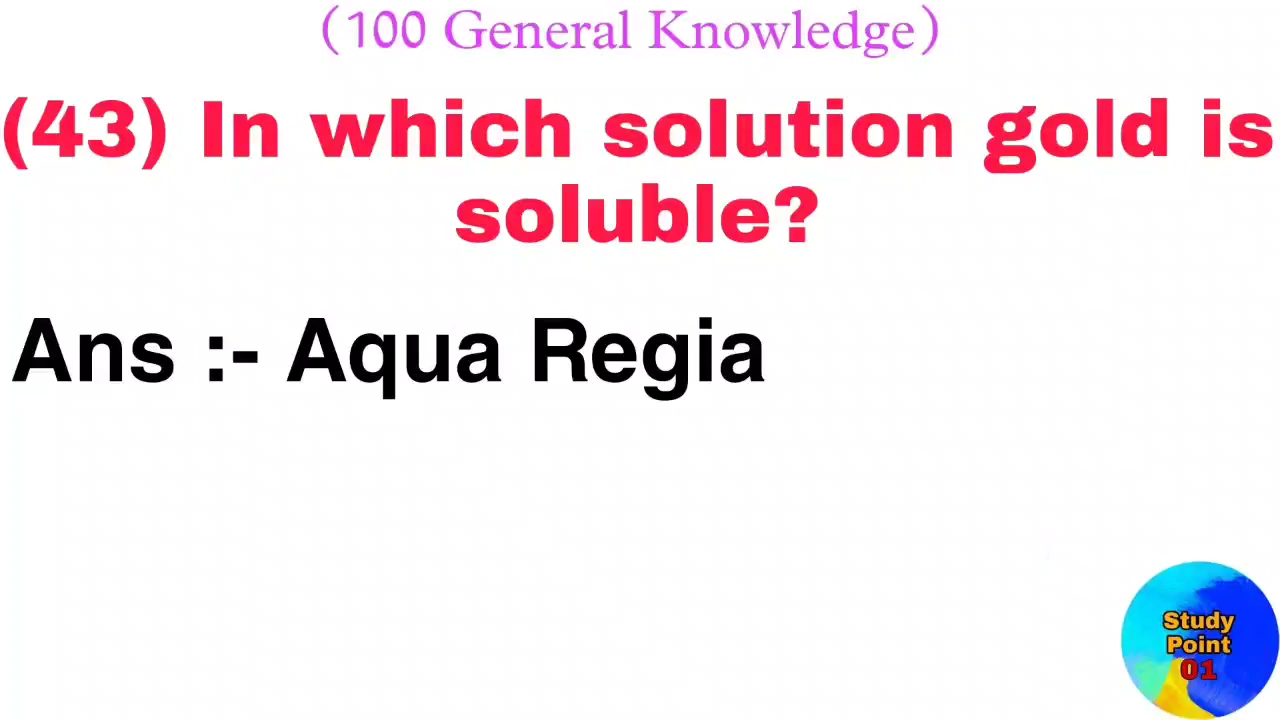 (100 General Knowledge)
(43) In which solution gold is
soluble?
Ans :- Aqua Regia
Study
Point
01